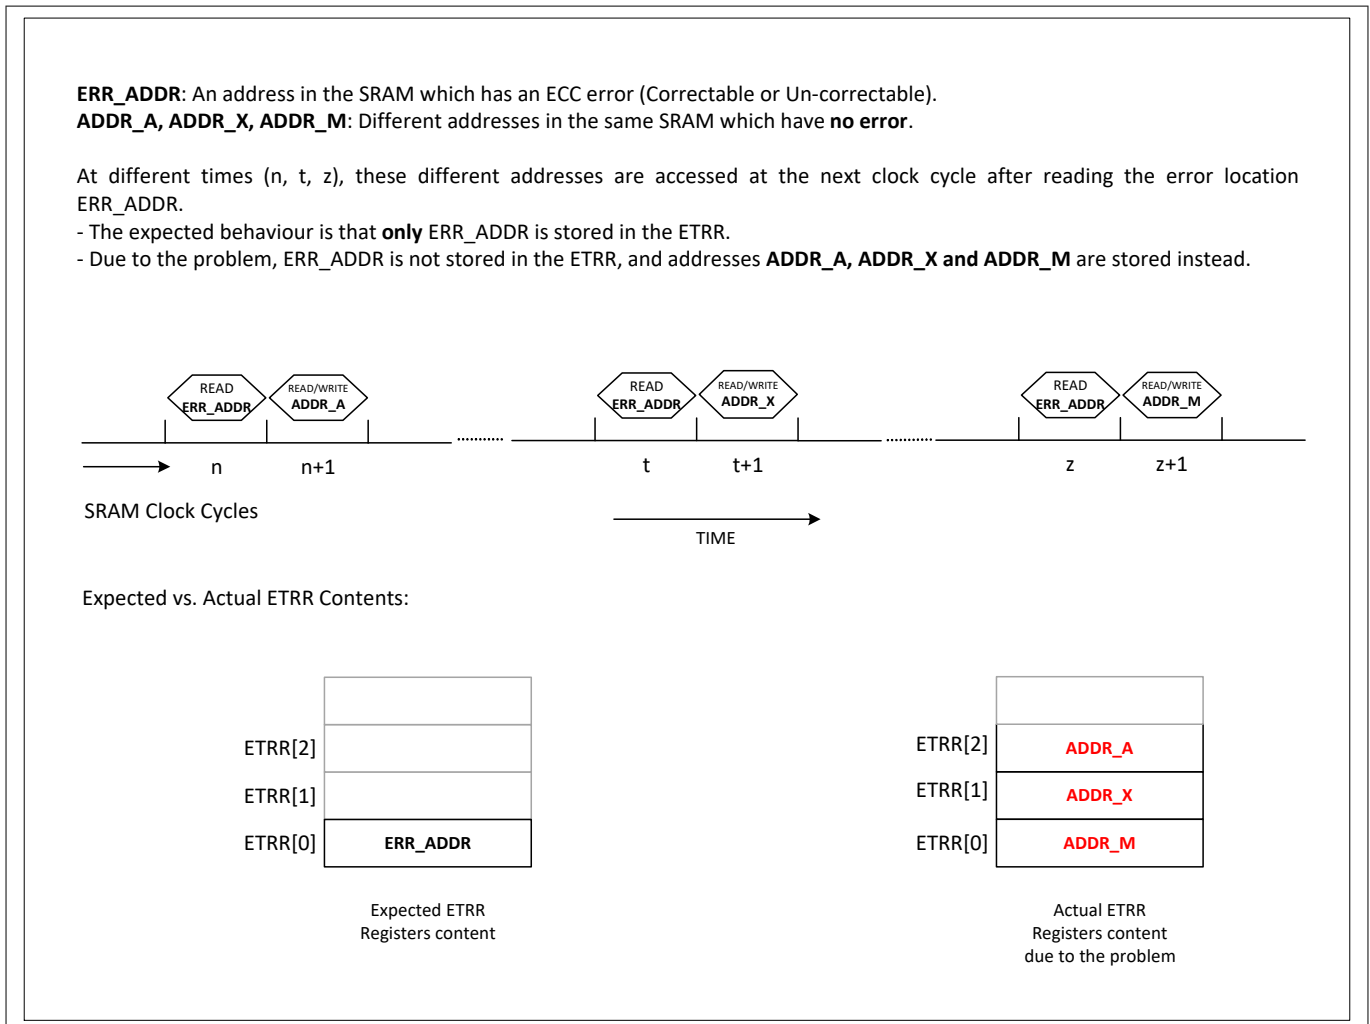 ERR_ADDR: An address in the SRAM which has an ECC error (Correctable or Un-correctable).
ADDR_A, ADDR_X, ADDR_M: Different addresses in the same SRAM which have no error.
At different times (n, t, z), these different addresses are accessed at the next clock cycle after reading the error location
ERR_ADDR.
- The expected behaviour is that only ERR_ADDR is stored in the ETRR.
- Due to the problem, ERR_ADDR is not stored in the ETRR, and addresses ADDR_A, ADDR_X and ADDR_M are stored instead.
READ
ERR_ADDR
READ/WRITE
ADDR_A
READ
ERR_ADDR
READ/WRITE
ADDR_X
READ
ERR_ADDR
READ/WRITE
ADDR_M
n
n+1
t
t+1
z
z+1
SRAM Clock Cycles
TIME
Expected vs. Actual ETRR Contents:
ETRR[2]
ETRR[1]
ETRR[0]
ERR_ADDR
Expected ETRR
Registers content
ETRR[2]
ADDR_A
ETRR[1]
ADDR_X
ETRR[0]
ADDR_M
Actual ETRR
Registers content
due to the problem